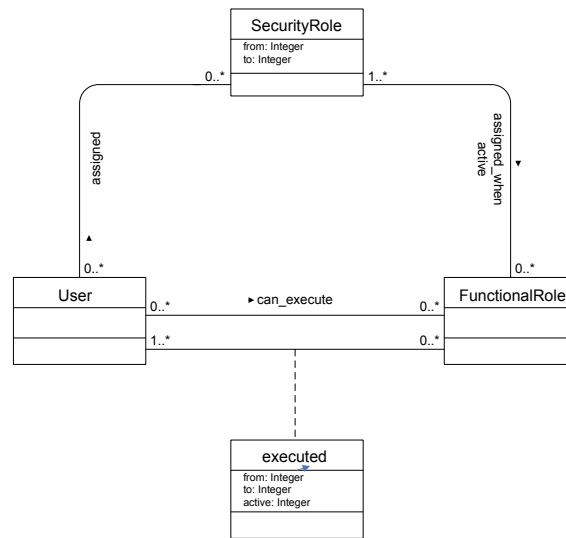 SecurityRole
from: Integer
to: Integer
0..*
1..*
assigned
assigned_when
active
0..*
0..*
User
FunctionalRole
0..*
can_execute
0..*
1..*
0..*
executed
from: Integer
to: Integer
active: Integer